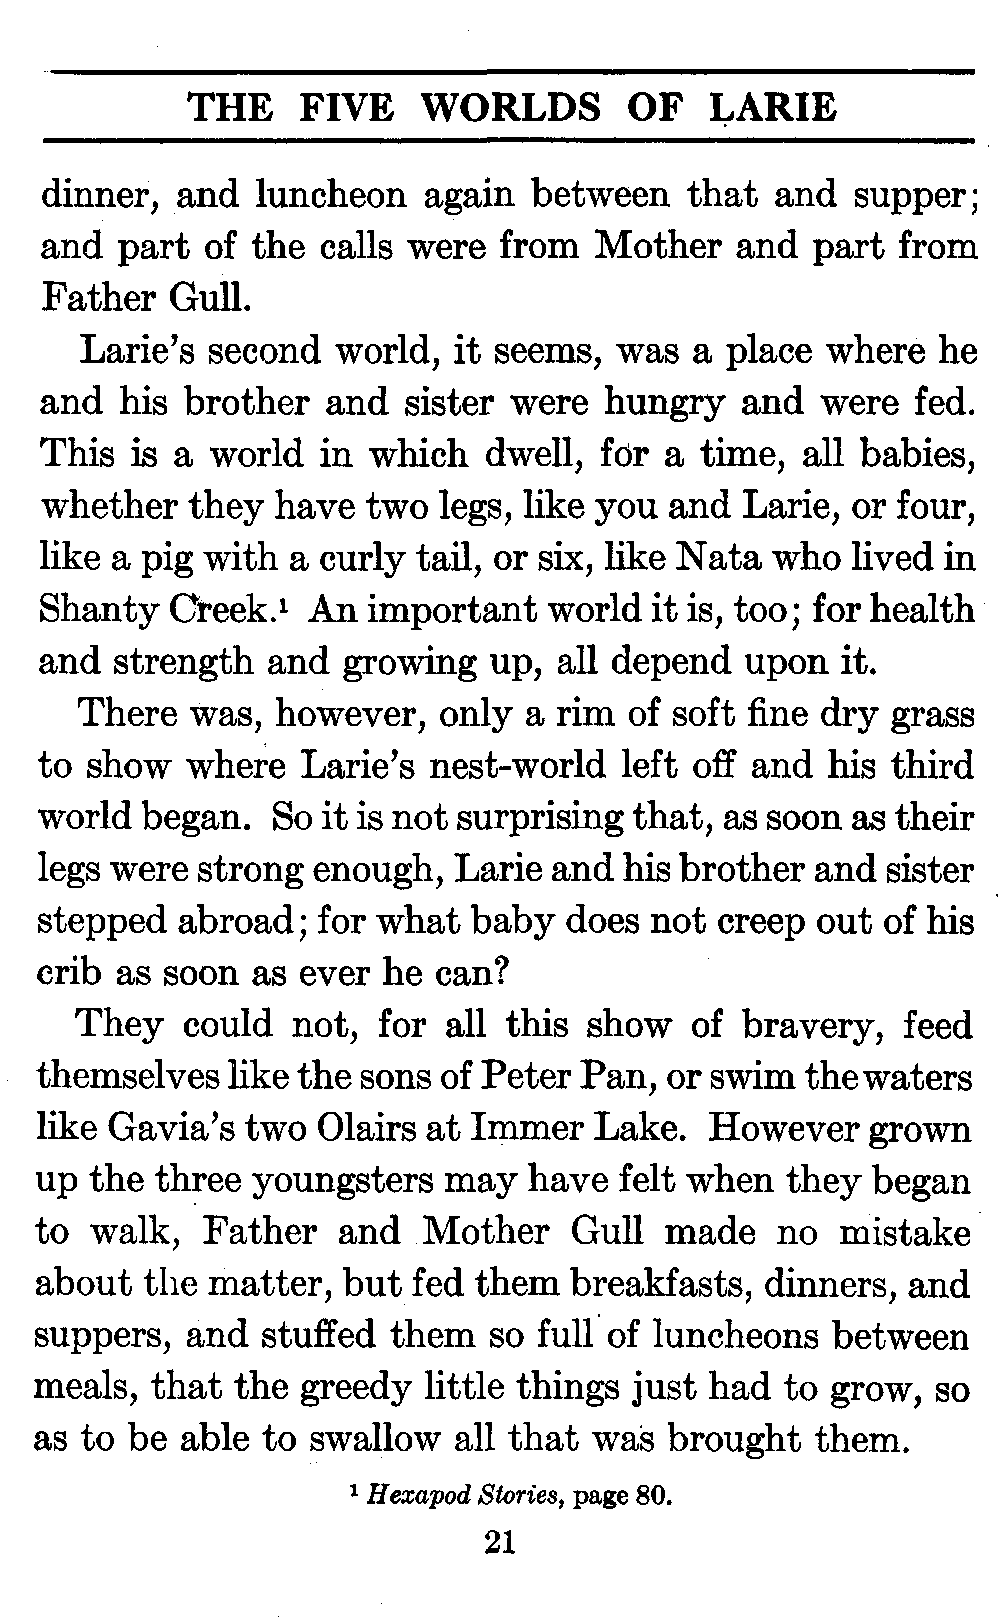 THE FIVE WORLDS OF LARIE
dinner, and luncheon again between that and supper;
and part of the calls were from Mother and part from
Father Gull.
Larie's second world, it seems, was a place where he
and his brother and sister were hungry and were fed.
This is a world in which dwell, for a time, all babies,
whether they have two legs, like you and Larie, or four,
like a pig with a curly tail, or six, like Nata who lived in
Shanty Creek.¹ An important world it is, too; for health
and strength and growing up, all depend upon it.
There was, however, only a rim of soft fine dry grass
to show where Larie's nest-world left off and his third
world began. So it is not surprising that, as soon as their
legs were strong enough, Larie and his brother and sister
stepped abroad; for what baby does not creep out of his
crib as soon as ever he can?
They could not, for all this show of bravery, feed
themselves like the sons of Peter Pan, or swim the waters
like Gavia's two Olairs at Immer Lake. However grown
up the three youngsters may have felt when they began
to walk, Father and Mother Gull made no mistake
about the matter, but fed them breakfasts, dinners, and
suppers, and stuffed them so full of luncheons between
meals, that the greedy little things just had to grow, so
as to be able to swallow all that was brought them.
¹ Hexapod Stories, page 80.
21